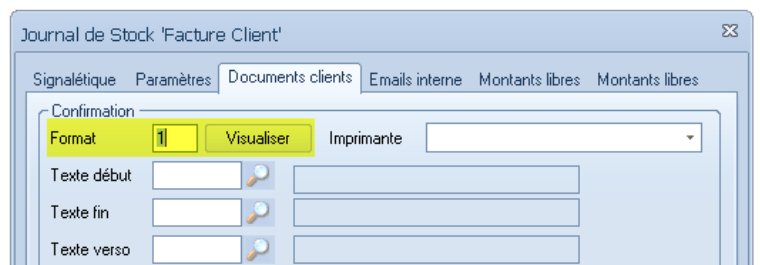 Journal de Stock 'Facture Client'
Signalétique Paramètres Documents clients Emails interne Montants libres Montants libres
Confirmation
Format 1 Visualiser Imprimante
Texte début
Texte fin
Texte verso